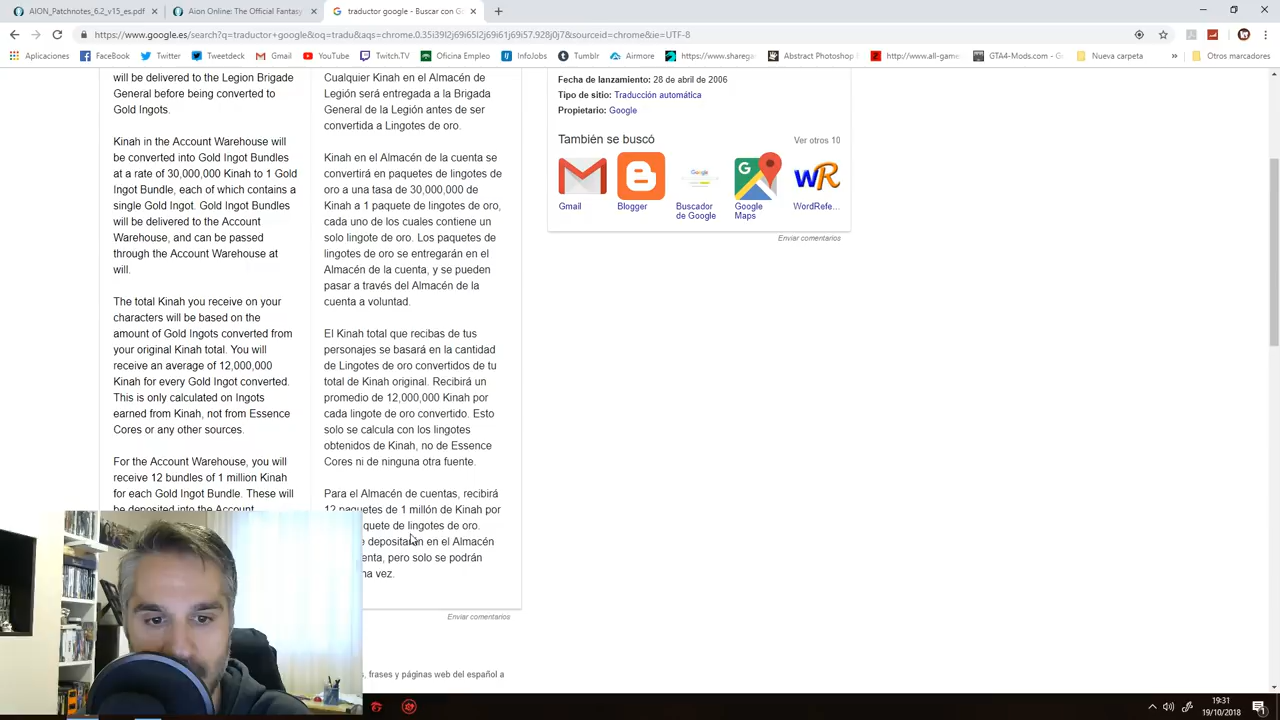 AION_Patchnotes_6.2_v15_es.pdf
Aion Online: The Official Fantasy
traductor google - Buscar con Go
https://www.google.es/search?q=traductor+google&oq=tradu&aqs=chrome.0.35i39l2j69i65l2j69i61j69i57.928j0j7&sourceid=chrome&ie=UTF-8
Aplicaciones
FaceBook
Twitter
Tweetdeck
Gmail
YouTube
Twitch.TV
Oficina Empleo
InfoJobs
Tumblr
Airmore
https://www.sharega
Abstract Photoshop
http://www.all-game
GTA4-Mods.com - Go
Nueva carpeta
»
Otros marcadores
will be delivered to the Legion Brigade
General before being converted to
Gold Ingots.
Kinah in the Account Warehouse will
be converted into Gold Ingot Bundles
at a rate of 30,000,000 Kinah to 1 Gold
Ingot Bundle, each of which contains a
single Gold Ingot. Gold Ingot Bundles
will be delivered to the Account
Warehouse, and can be passed
through the Account Warehouse at
will.
The total Kinah you receive on your
characters will be based on the
amount of Gold Ingots converted from
your original Kinah total. You will
receive an average of 12,000,000
Kinah for every Gold Ingot converted.
This is only calculated on Ingots
earned from Kinah, not from Essence
Cores or any other sources.
For the Account Warehouse, you will
receive 12 bundles of 1 million Kinah
for each Gold Ingot Bundle. These will
be deposited into the Account
Cualquier Kinah en el Almacén de
Legión será entregada a la Brigada
General de la Legión antes de ser
convertida a Lingotes de oro.
Kinah en el Almacén de la cuenta se
convertirá en paquetes de lingotes de
oro a una tasa de 30,000,000 de
Kinah a 1 paquete de lingotes de oro,
cada uno de los cuales contiene un
solo lingote de oro. Los paquetes de
lingotes de oro se entregarán en el
Almacén de la cuenta, y se pueden
pasar a través del Almacén de la
cuenta a voluntad.
El Kinah total que recibas de tus
personajes se basará en la cantidad
de Lingotes de oro convertidos de tu
total de Kinah original. Recibirá un
promedio de 12,000,000 Kinah por
cada lingote de oro convertido. Esto
solo se calcula con los lingotes
obtenidos de Kinah, no de Essence
Cores ni de ninguna otra fuente.
Para el Almacén de cuentas, recibirá
12 paquetes de 1 millón de Kinah por
quete de lingotes de oro.
e depositarán en el Almacén
enta, pero solo se podrán
na vez.
Enviar comentarios
, frases y páginas web del español a
Fecha de lanzamiento: 28 de abril de 2006
Tipo de sitio: Traducción automática
Propietario: Google
También se buscó
Ver otros 10
Gmail
Blogger
Buscador
de Google
Google
Maps
WordRefe...
Enviar comentarios
19:31
19/10/2018